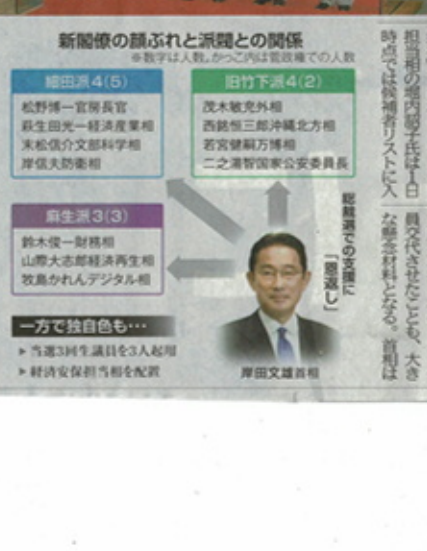 新閣僚の顔ぶれと派閥との関係
※数字は人数。かっこ内は菅政権での人数
細田派4(5)
松野博一官房長官
萩生田光一経済産業相
末松信介文部科学相
岸信夫防衛相
旧竹下派4(2)
茂木敏充外相
西銘恒三郎沖縄北方相
若宮健嗣万博相
二之湯智国家公安委員長
麻生派3(3)
鈴木俊一財務相
山際大志郎経済再生相
牧島かれんデジタル相
総裁選での支援に
「恩返し」
岸田文雄首相
一方で独自色も…
▶当選3回生議員を3人起用
▶経済安保担当相を配置
担当相の堀内詔子氏は1日
時点では候補者リストに入
員交代させたことも、大き
な懸念材料となる。首相は